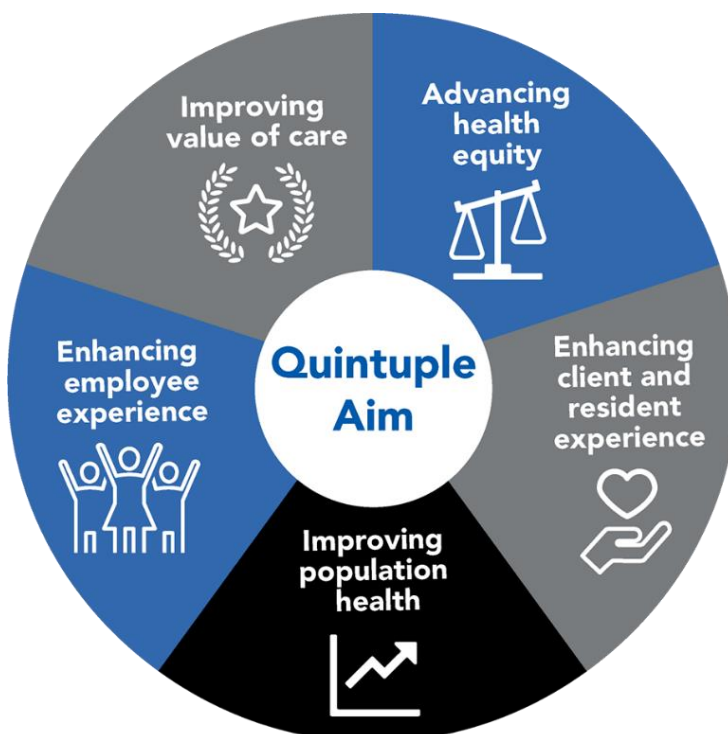 Improving
value of care
Advancing
health
equity
Quintuple
Aim
Enhancing
employee
experience
Enhancing
client and
resident
experience
Improving
population
health